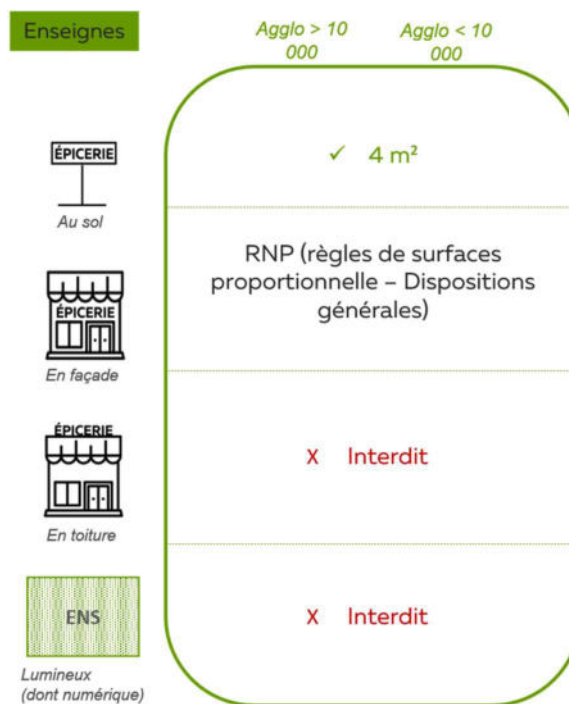 Enseignes
Agglo > 10
000
Agglo < 10
000
ÉPICERIE
Au sol
✓ 4 m²
RNP (règles de surfaces
proportionnelle – Dispositions
générales)
ÉPICERIE
En façade
ÉPICERIE
En toiture
X Interdit
ENS
Lumineux
(dont numérique)
X Interdit